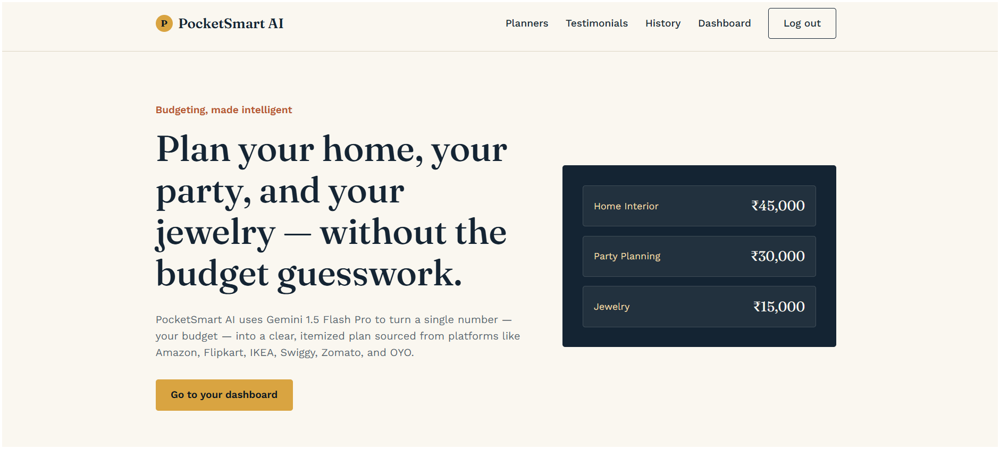 P PocketSmart AI
Planners Testimonials History Dashboard Log out
Budgeting, made intelligent
Plan your home, your
party, and your
jewelry — without the
budget guesswork.
PocketSmart AI uses Gemini 1.5 Flash Pro to turn a single number —
your budget — into a clear, itemized plan sourced from platforms like
Amazon, Flipkart, IKEA, Swiggy, Zomato, and OYO.
Go to your dashboard
Home Interior ₹45,000
Party Planning ₹30,000
Jewelry ₹15,000